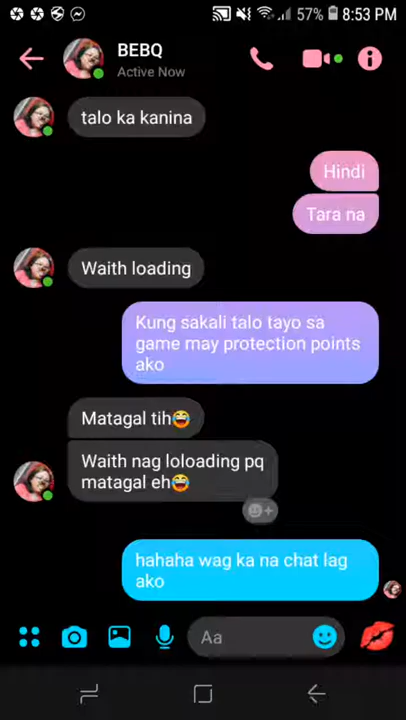 57% 8:53 PM
BEBQ
Active Now
talo ka kanina
Hindi
Tara na
Waith loading
Kung sakali talo tayo sa
game may protection points
ako
Matagal tih😂
Waith nag loloading pq
matagal eh😂
hahaha wag ka na chat lag
ako
Aa